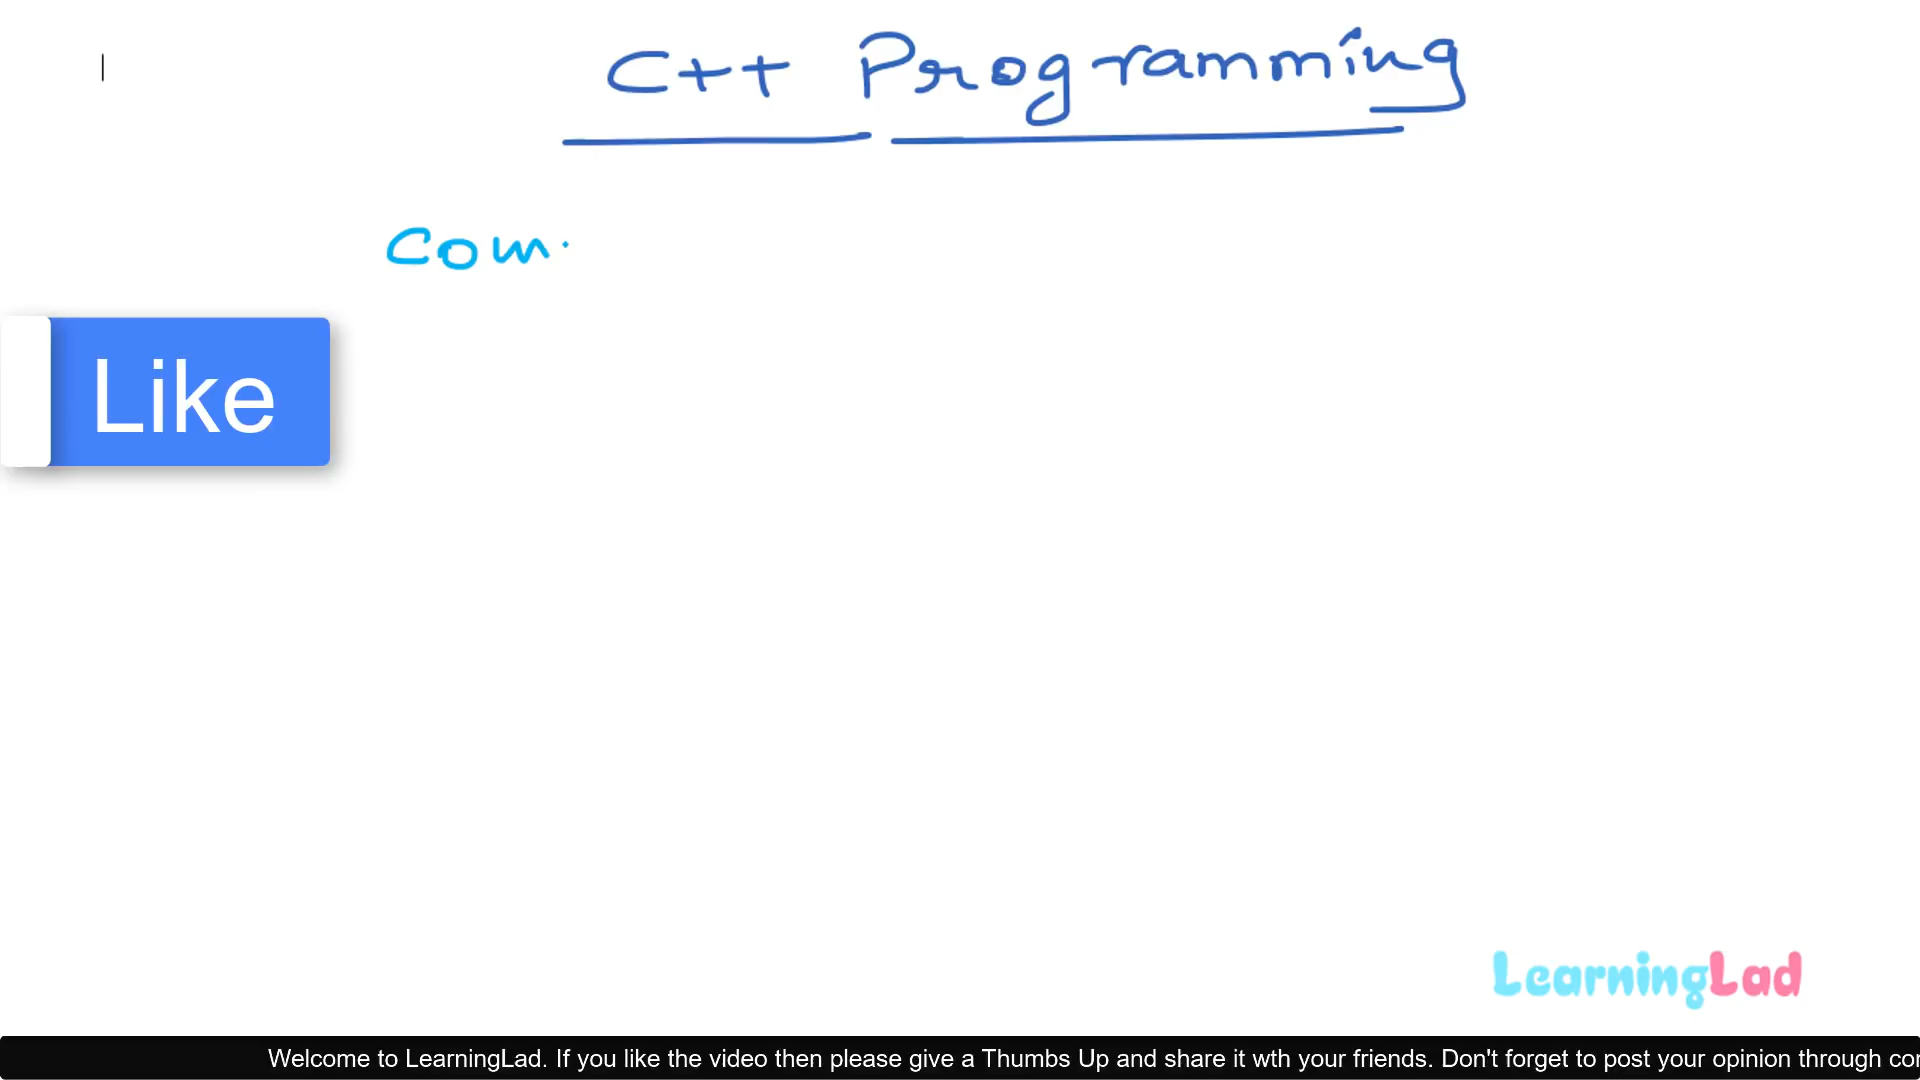 C++ Programming
Com
Like
LearningLad
Welcome to LearningLad. If you like the video then please give a Thumbs Up and share it wth your friends. Don't forget to post your opinion through